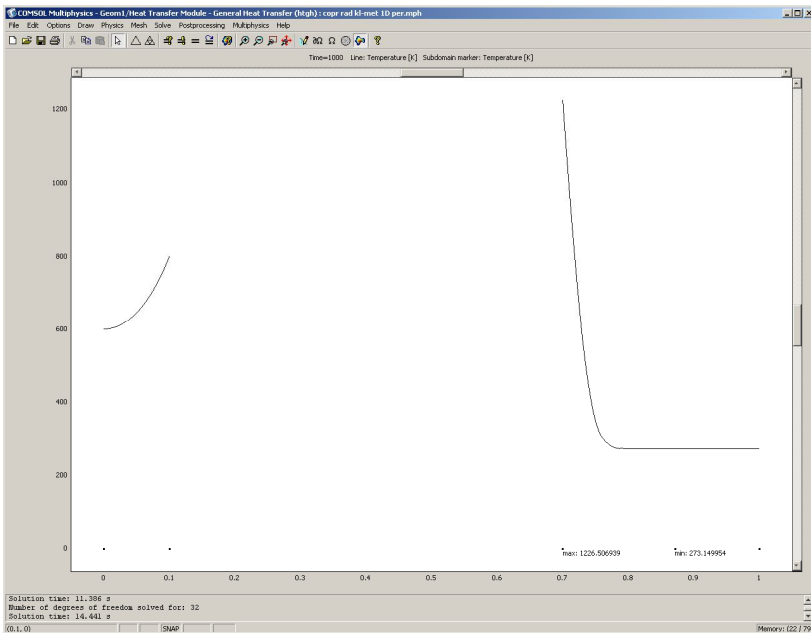 COMSOL Multiphysics - Geom1/Heat Transfer Module - General Heat Transfer (htgh) : copr rad kl-met 1D per.mph
File Edit Options Draw Physics Mesh Solve Postprocessing Multiphysics Help
Time=1000 Line: Temperature [K] Subdomain marker: Temperature [K]
1200
1000
800
600
400
200
0
max: 1226.506939
min: 273.149954
0 0.1 0.2 0.3 0.4 0.5 0.6 0.7 0.8 0.9 1
Solution time: 11.386 s
Number of degrees of freedom solved for: 32
Solution time: 14.441 s
(0.1, 0) SNAP Memory: (22 / 79